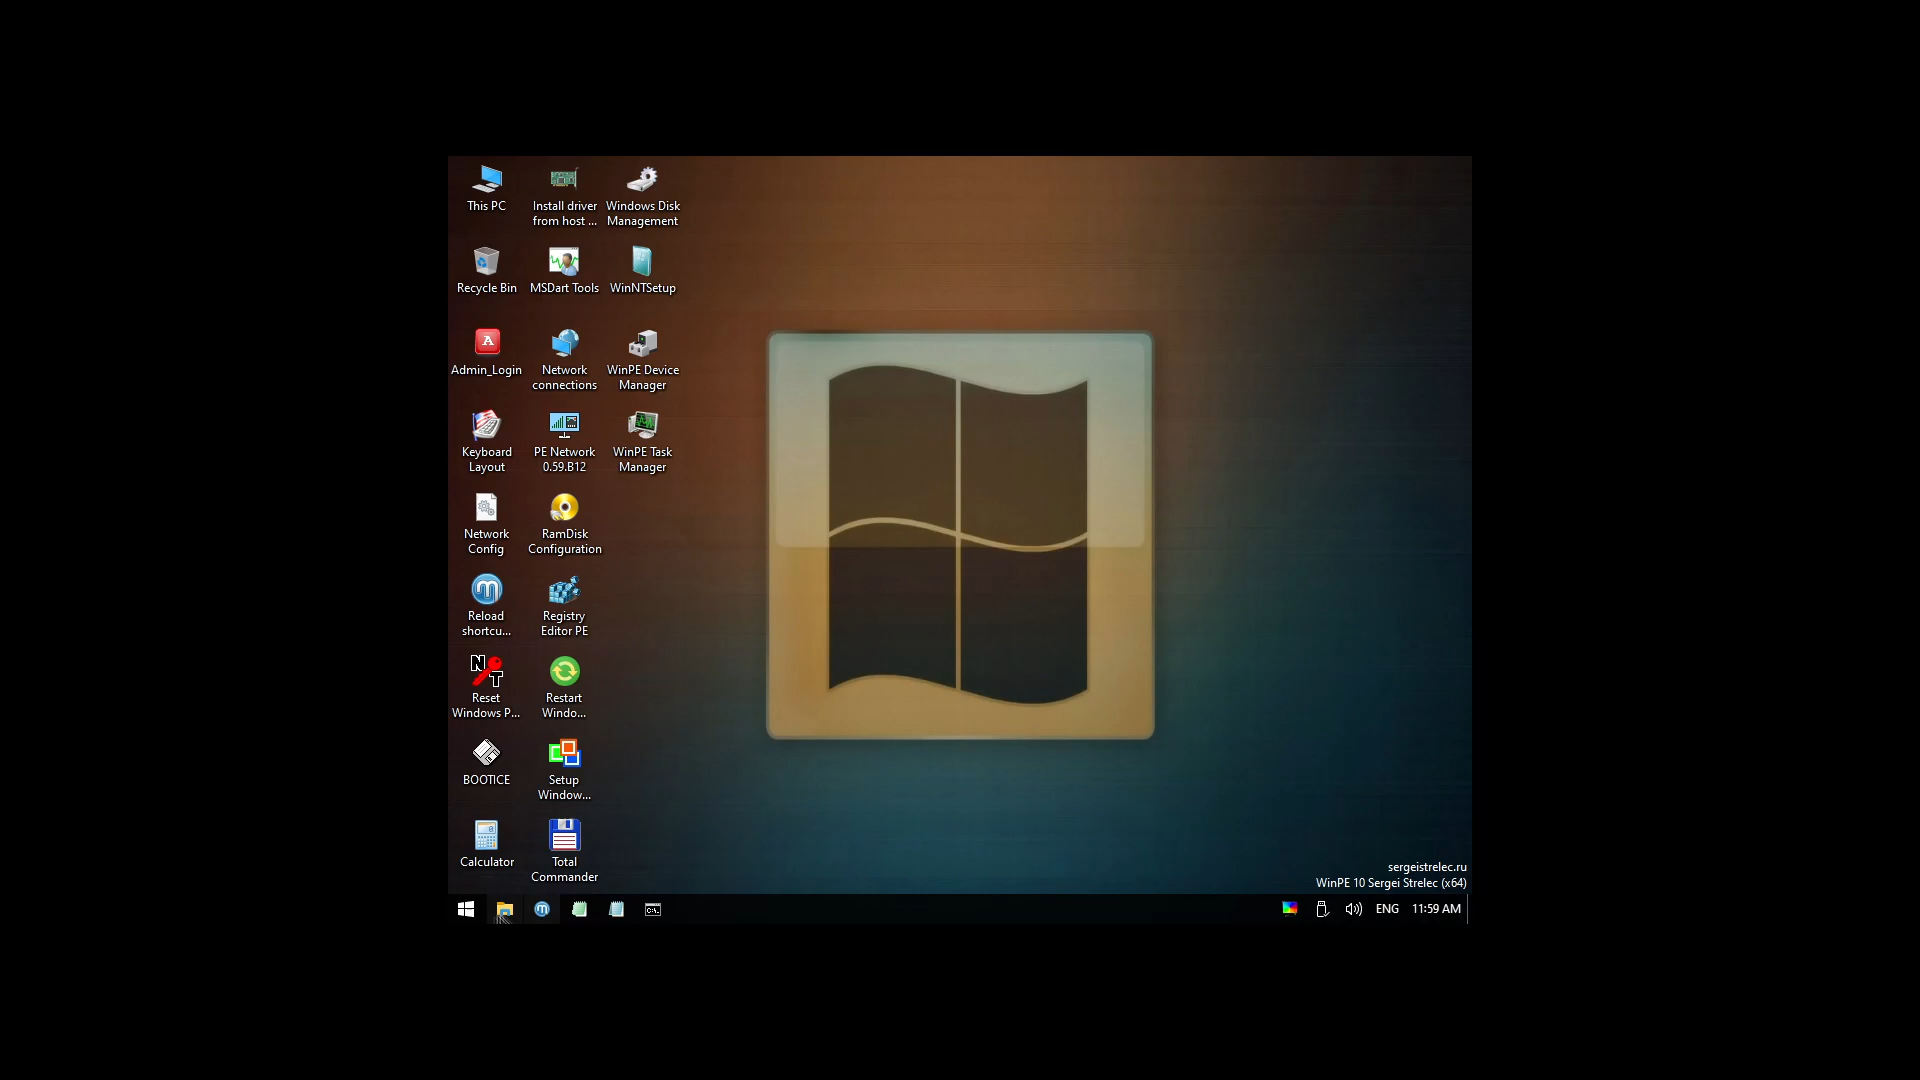 This PC
Install driver
from host ...
Windows Disk
Management
Recycle Bin
MSDart Tools
WinNTSetup
A
Admin_Login
Network
connections
WinPE Device
Manager
Keyboard
Layout
PE Network
0.59.B12
WinPE Task
Manager
Network
Config
RamDisk
Configuration
Reload
shortcu...
Registry
Editor PE
NT
Reset
Windows P...
Restart
Windo...
BOOTICE
Setup
Window...
Calculator
Total
Commander
sergeistrelec.ru
WinPE 10 Sergei Strelec (x64)
C:\
ENG
11:59 AM